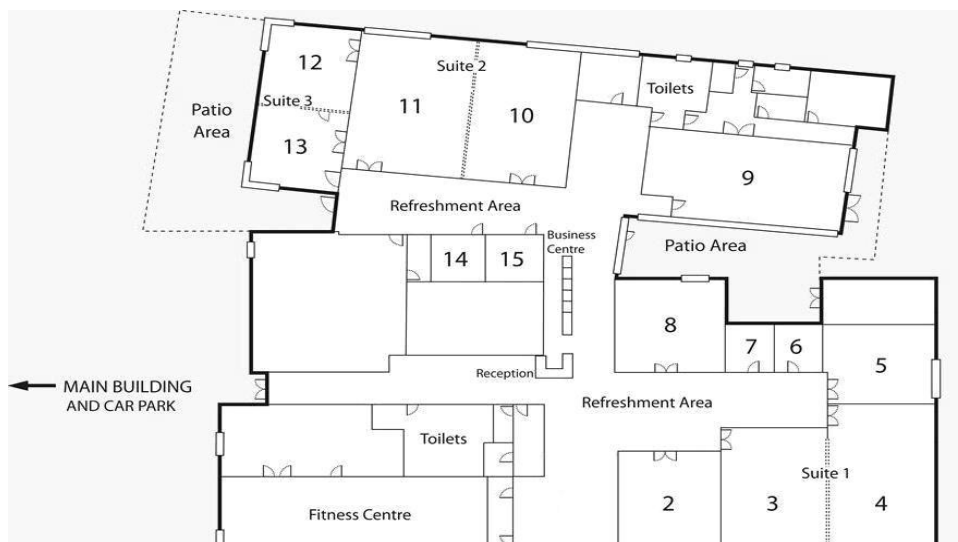 12
Suite 2
Toilets
Suite 3
11
10
Patio
Area
13
9
Refreshment Area
Business
Centre
Patio Area
14
15
8
7
6
5
Reception
MAIN BUILDING
AND CAR PARK
Refreshment Area
Toilets
Suite 1
2
3
4
Fitness Centre